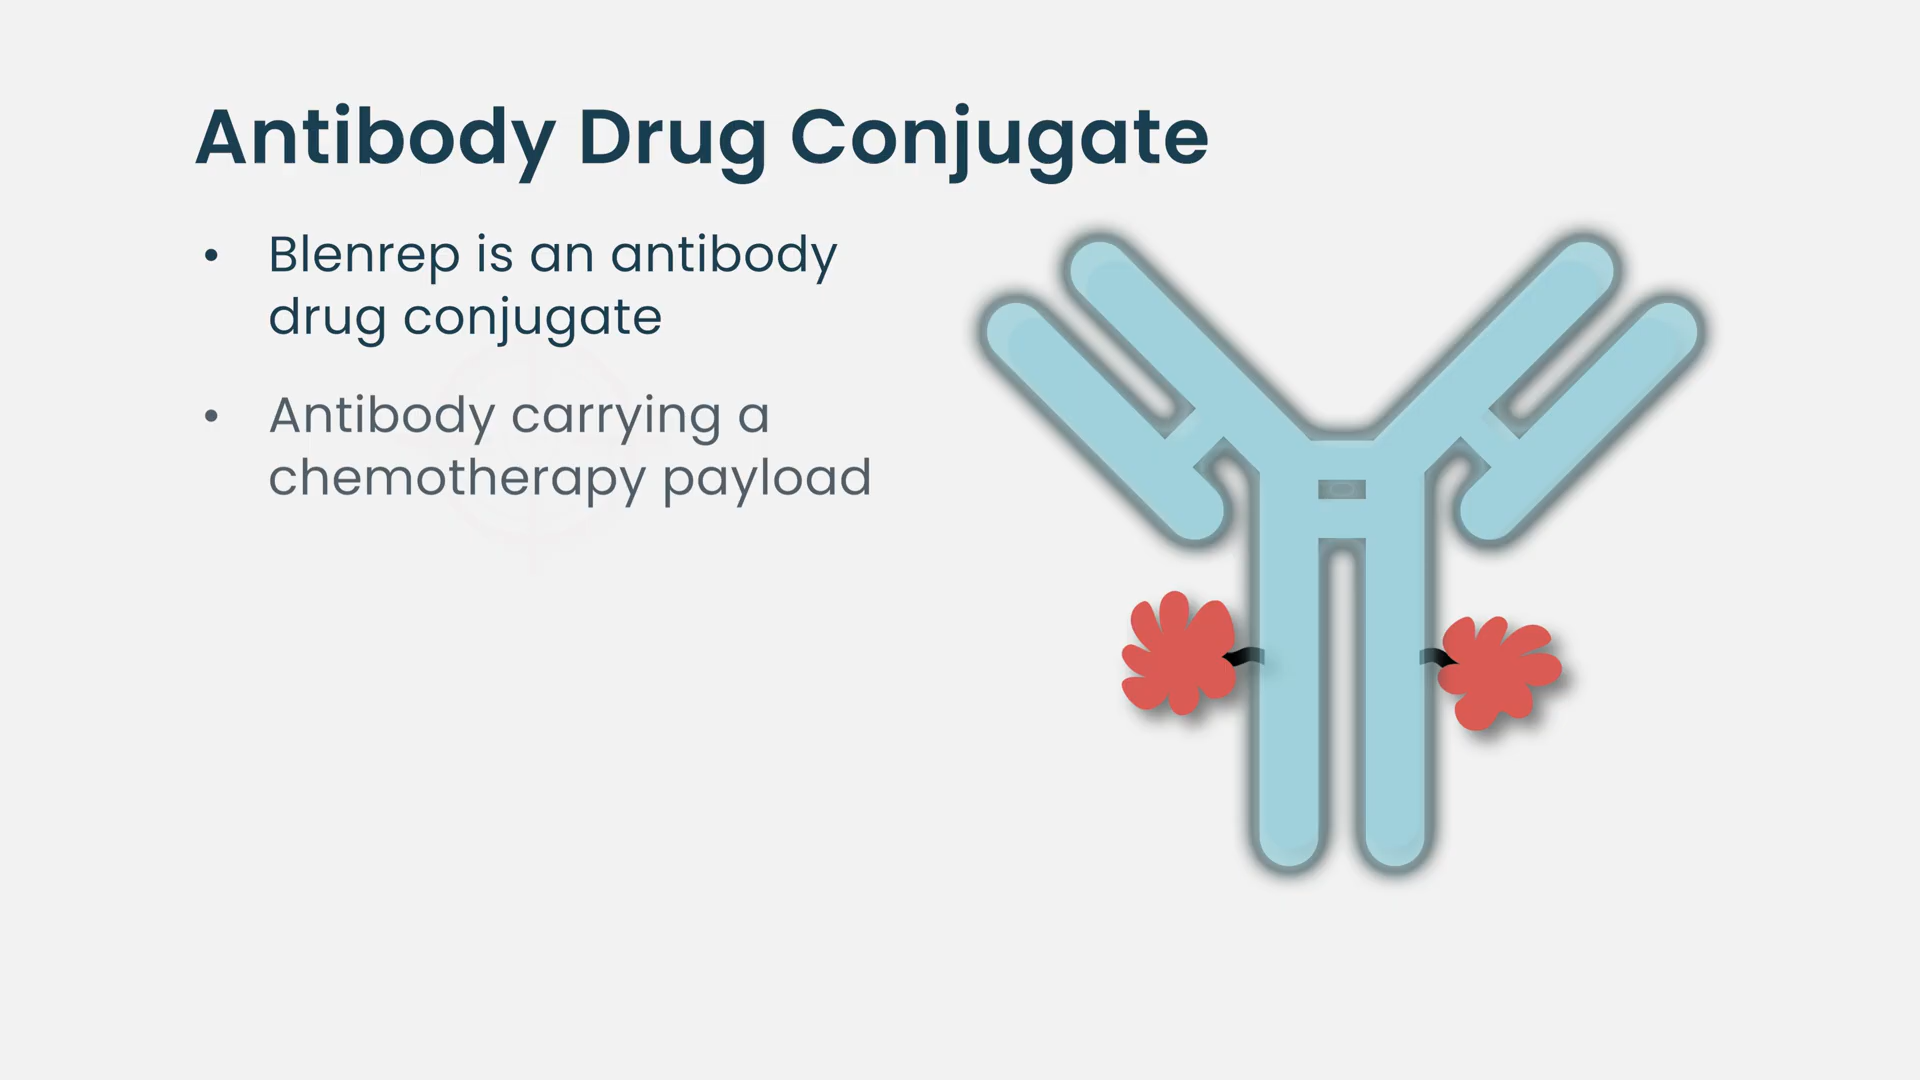 Antibody Drug Conjugate
• Blenrep is an antibody
drug conjugate
• Antibody carrying a
chemotherapy payload